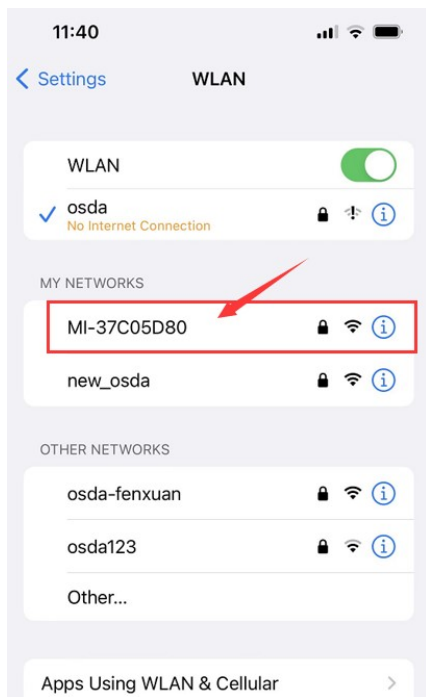 11:40
Settings
WLAN
WLAN
osda
No Internet Connection
MY NETWORKS
MI-37C05D80
new_osda
OTHER NETWORKS
osda-fenxuan
osda123
Other...
Apps Using WLAN & Cellular